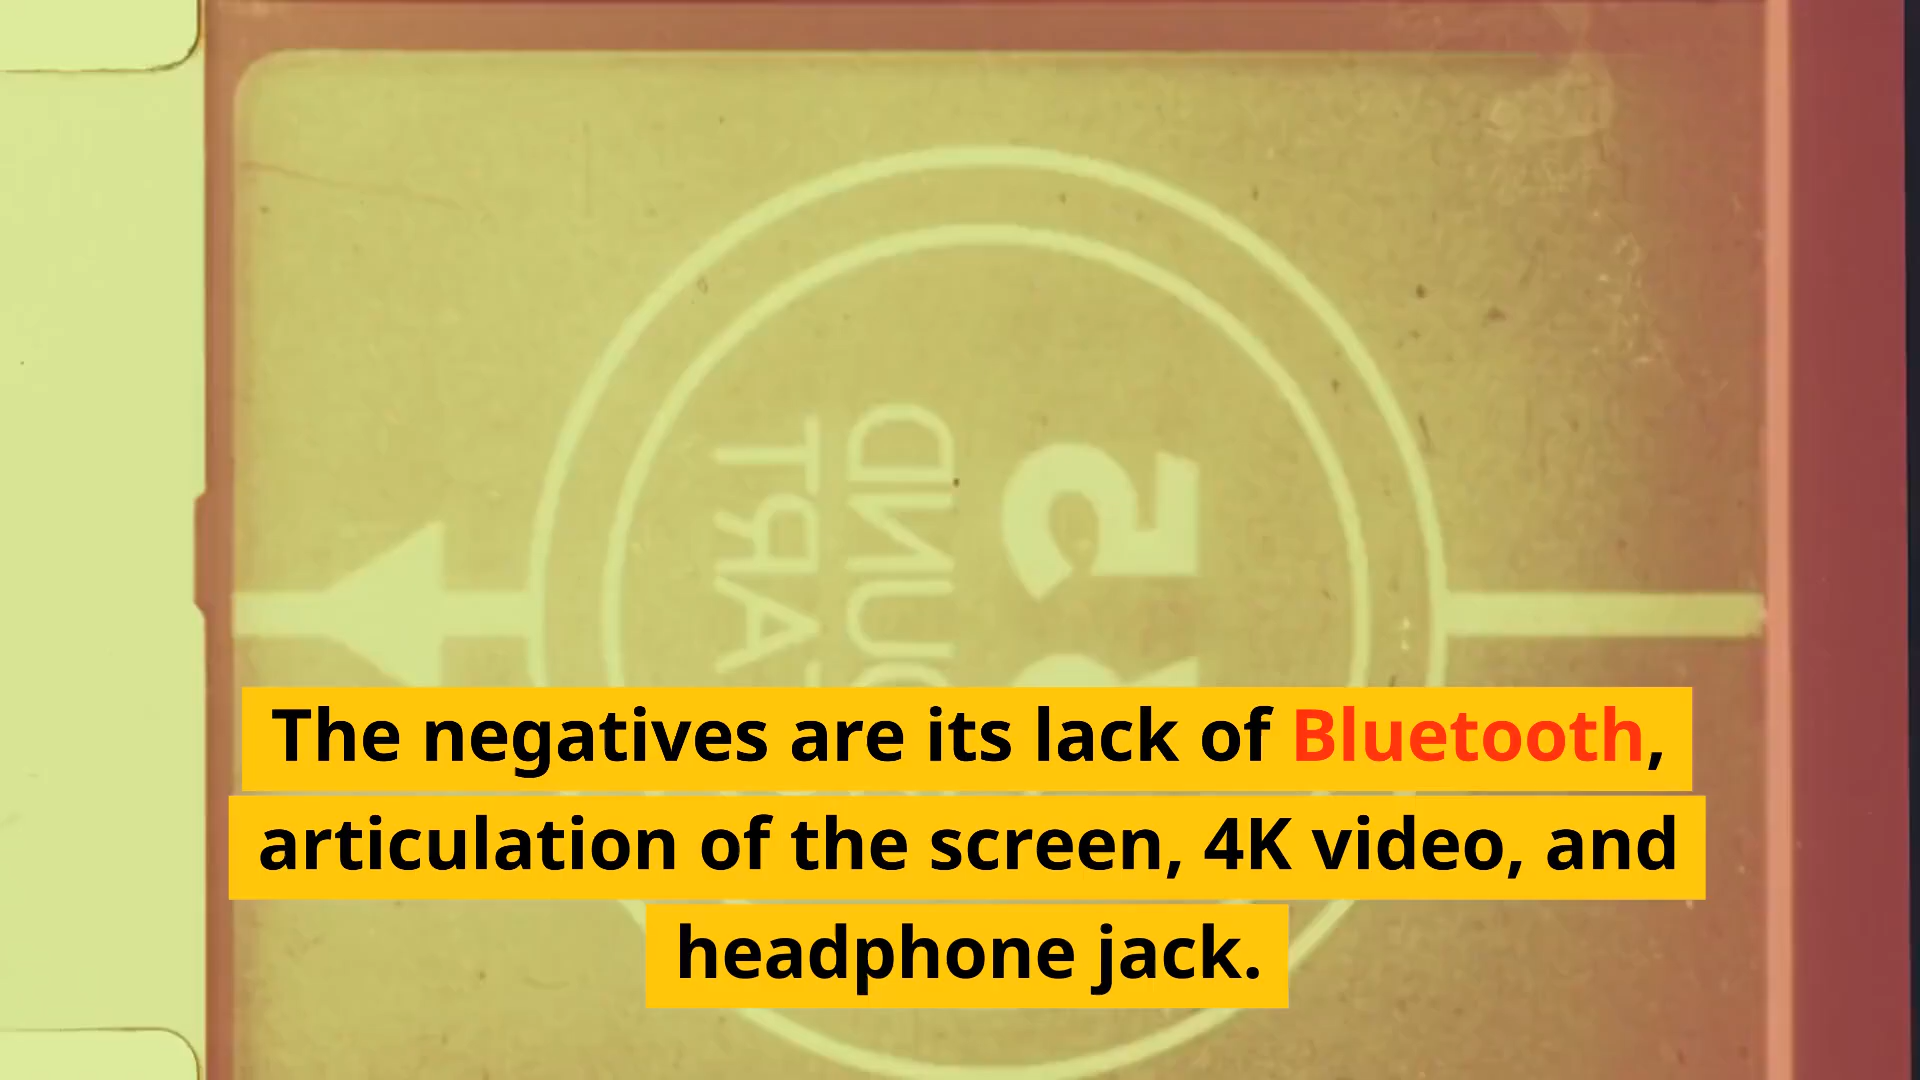 The negatives are its lack of Bluetooth,
articulation of the screen, 4K video, and
headphone jack.